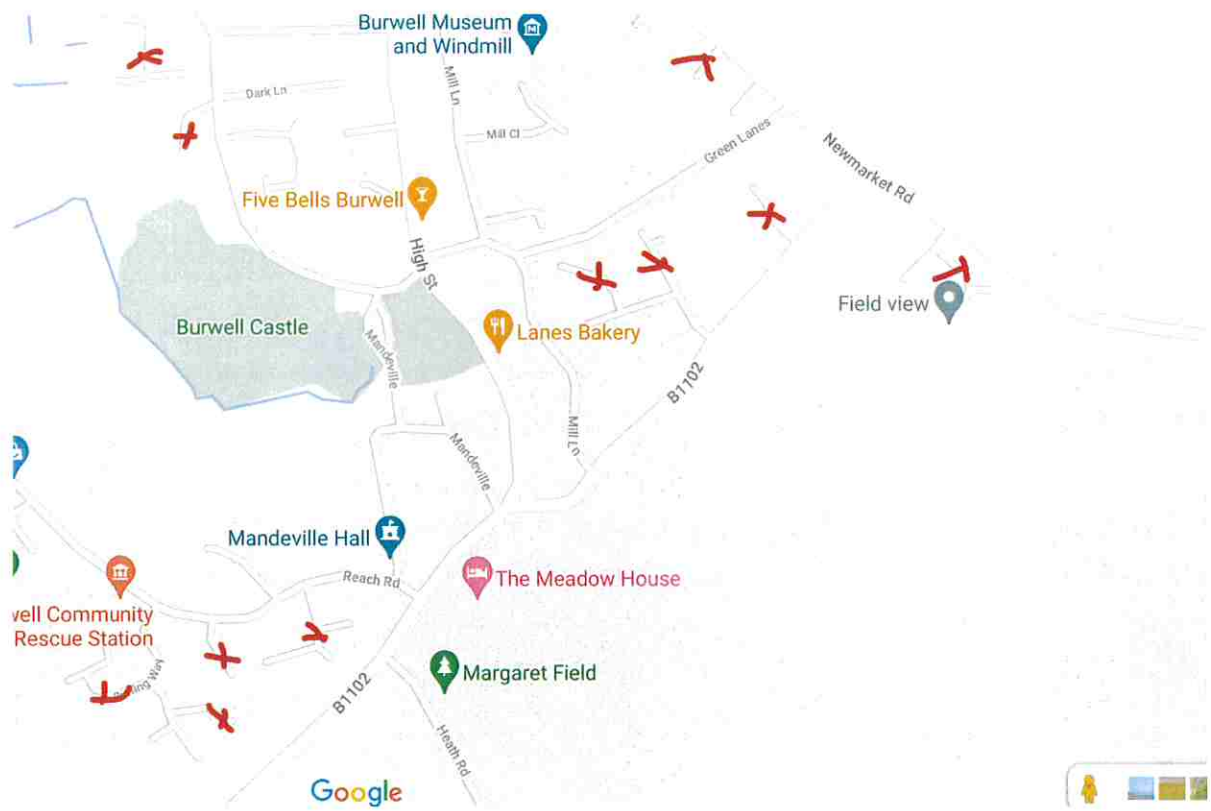 Burwell Museum
and Windmill
Mill Ln
Dark Ln
Mill Cl
Green Lanes
Newmarket Rd
Five Bells Burwell
High St
Field view
Burwell Castle
Lanes Bakery
Mandeville
B1102
Mill Ln
Mandeville
Mandeville Hall
Reach Rd
The Meadow House
well Community
Rescue Station
Margaret Field
B1102
Heath Rd
Google